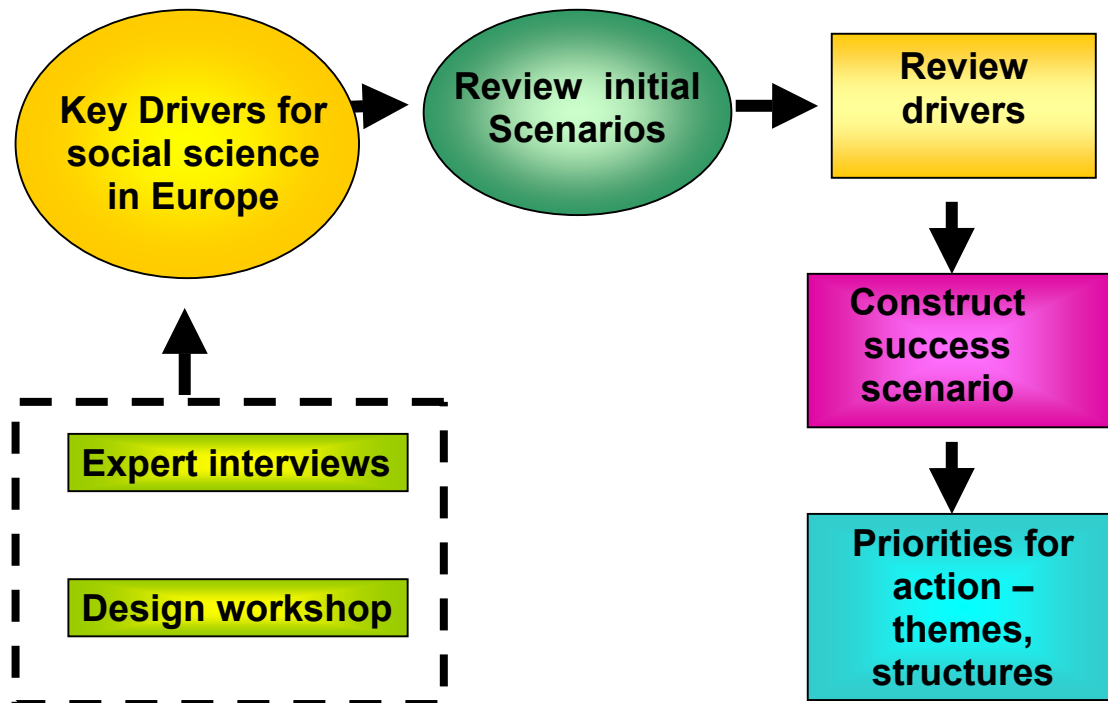 Key Drivers for
social science
in Europe
Review initial
Scenarios
Review
drivers
Construct
success
scenario
Priorities for
action –
themes,
structures
Expert interviews
Design workshop